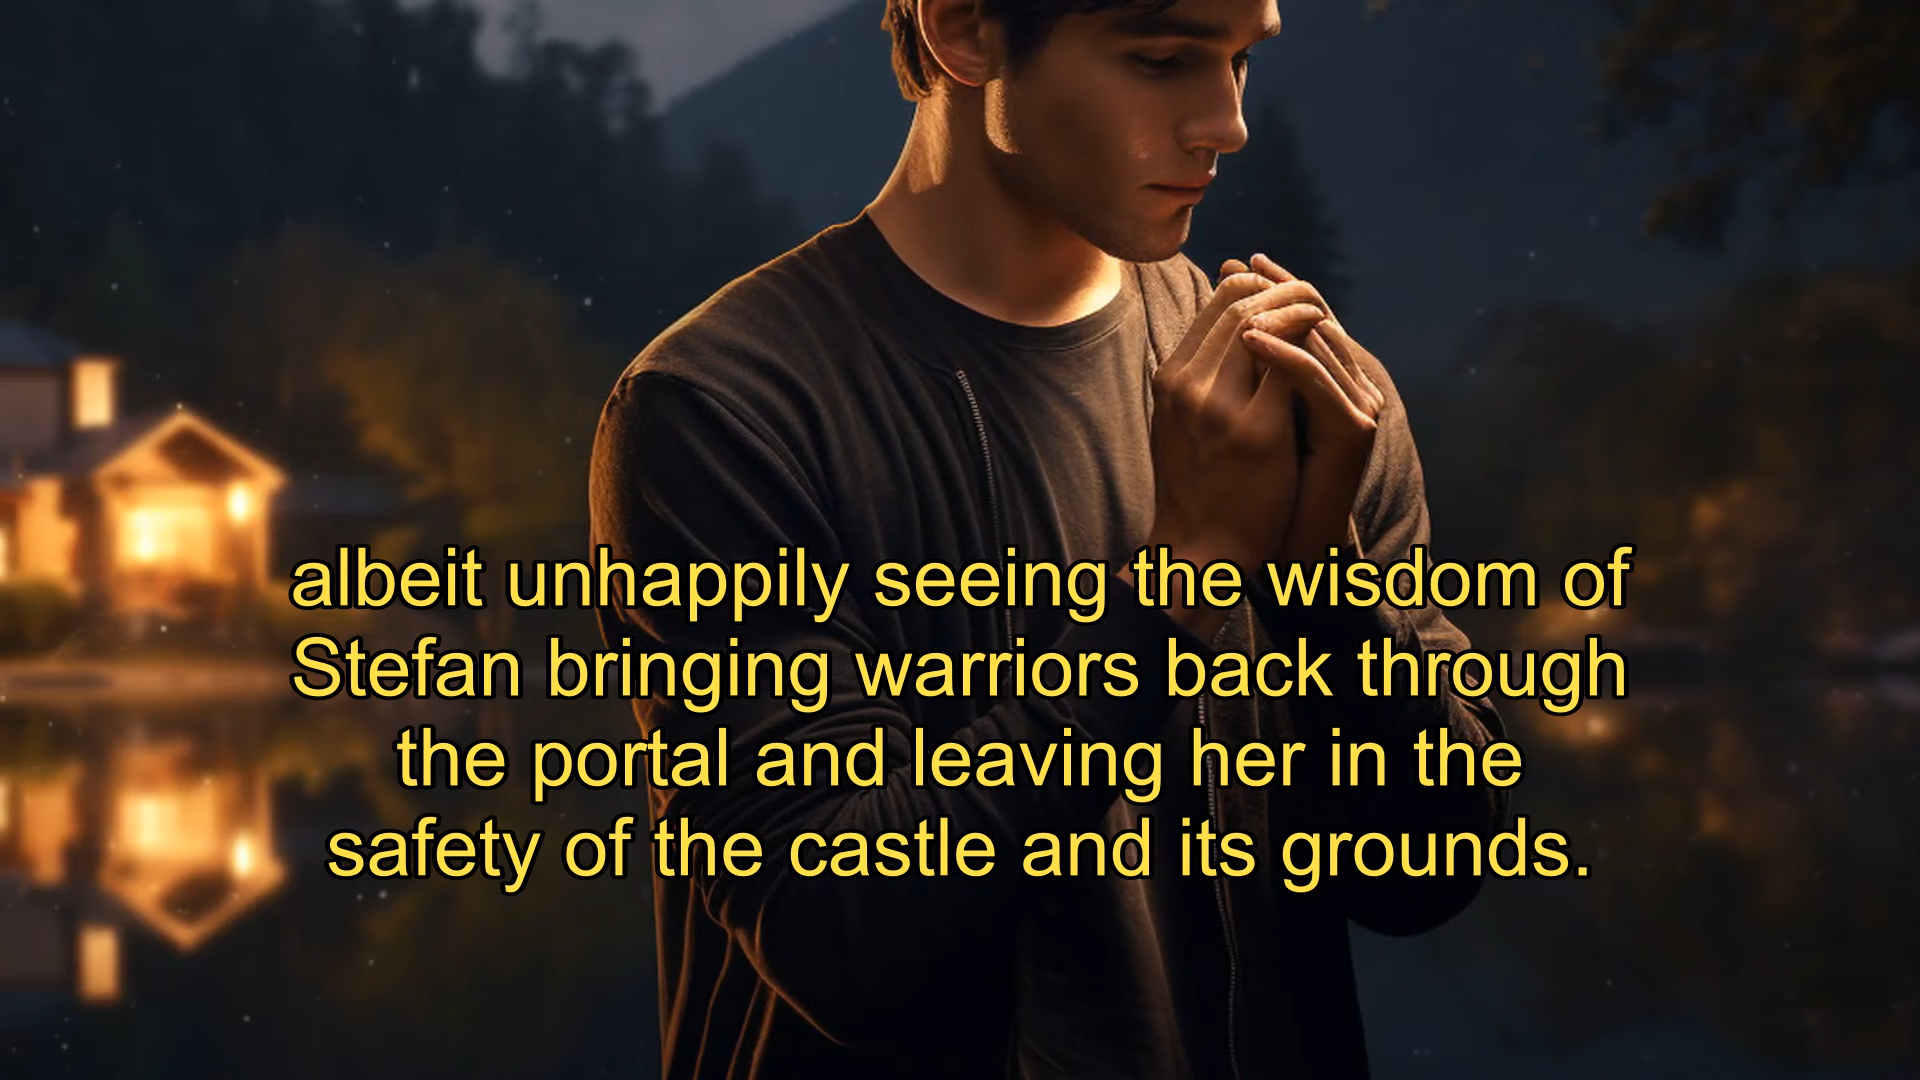 albeit unhappily seeing the wisdom of
Stefan bringing warriors back through
the portal and leaving her in the
safety of the castle and its grounds.